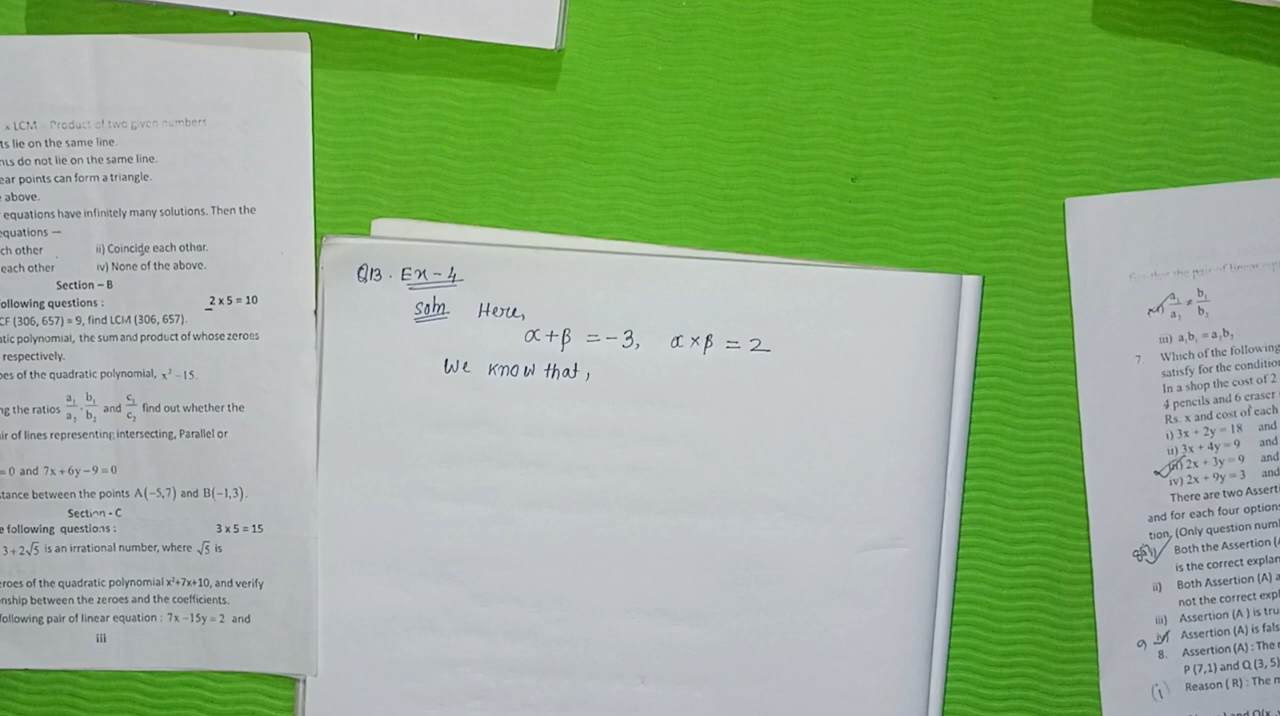 x LCM = Product of two given numbers
ts lie on the same line.
nts do not lie on the same line.
ear points can form a triangle.
above.
equations have infinitely many solutions. Then the
equations —
ch other ii) Coincide each other.
each other iv) None of the above.
Section – B
ollowing questions : 2 x 5 = 10
CF (306, 657) = 9, find LCM (306, 657).
atic polynomial, the sum and product of whose zeroes
respectively.
oes of the quadratic polynomial, x² – 15.
ng the ratios a₁/a₂, b₁/b₂ and c₁/c₂ find out whether the
air of lines representing intersecting, Parallel or
= 0 and 7x + 6y – 9 = 0
stance between the points A(–5,7) and B(–1,3).
Section - C
e following questions : 3 x 5 = 15
3 + 2√5 is an irrational number, where √5 is
eroes of the quadratic polynomial x²+7x+10, and verify
onship between the zeroes and the coefficients.
following pair of linear equation : 7x – 15y = 2 and
iii
Q13. Ex-4
Soln Here,
α+β = -3, α×β = 2
We know that,
a₁/a₂ ≠ b₁/b₂
iii) a₁b₁ = a₂b₂
7. Which of the following
satisfy for the condition
In a shop the cost of 2
4 pencils and 6 eraser
Rs. x and cost of each
i) 3x + 2y = 18 and
ii) 3x + 4y = 9 and
iii) 2x + 3y = 9 and
iv) 2x + 9y = 3 and
There are two Asserti
and for each four option
tion. (Only question num
Both the Assertion (
is the correct explan
ii) Both Assertion (A) a
not the correct expl
iii) Assertion (A) is tru
Assertion (A) is fals
8. Assertion (A) : The
P (7,1) and Q (3, 5)
(i) Reason (R) : The